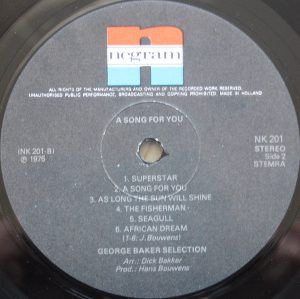 negram
ALL RIGHTS OF THE MANUFACTURERS AND OWNER OF THE RECORDED WORK RESERVED.
UNAUTHORISED PUBLIC PERFORMANCE, BROADCASTING AND COPYING PROHIBITED. MADE IN HOLLAND
A SONG FOR YOU
(NK 201-B)
℗ 1975
NK 201
STEREO
Side 2
STEMRA
1. SUPERSTAR
2. A SONG FOR YOU
3. AS LONG THE SUN WILL SHINE
4. THE FISHERMAN
5. SEAGULL
6. AFRICAN DREAM
(1-6: J. Bouwens)
GEORGE BAKER SELECTION
Arr.: Dick Bakker
Prod.: Hans Bouwens